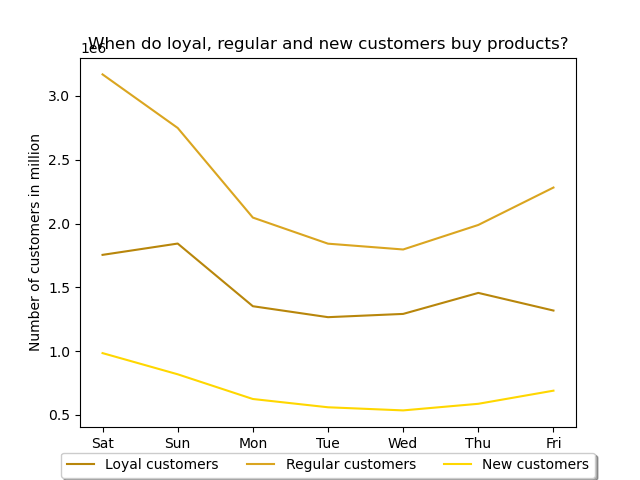 When do loyal, regular and new customers buy products?
1e6
Number of customers in million
3.0
2.5
2.0
1.5
1.0
0.5
Sat Sun Mon Tue Wed Thu Fri
Loyal customers Regular customers New customers